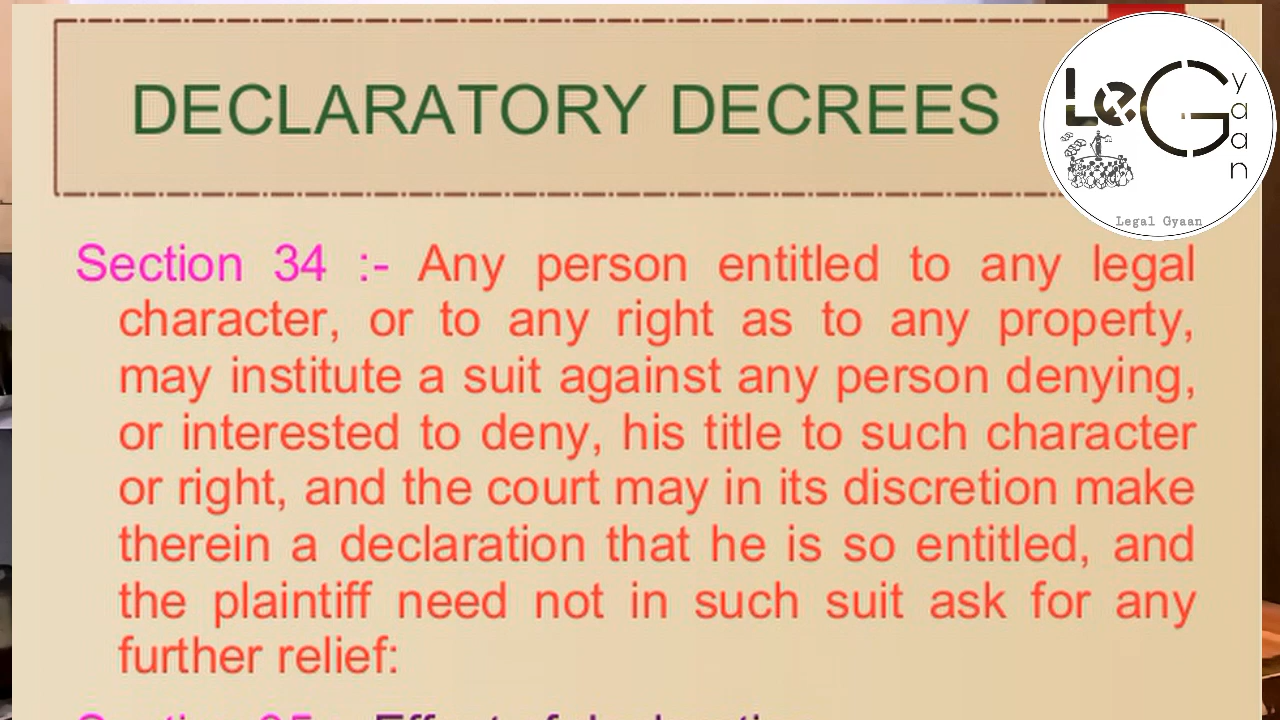 DECLARATORY DECREES
LeGyaan
Legal Gyaan
Section 34 :- Any person entitled to any legal
character, or to any right as to any property,
may institute a suit against any person denying,
or interested to deny, his title to such character
or right, and the court may in its discretion make
therein a declaration that he is so entitled, and
the plaintiff need not in such suit ask for any
further relief: